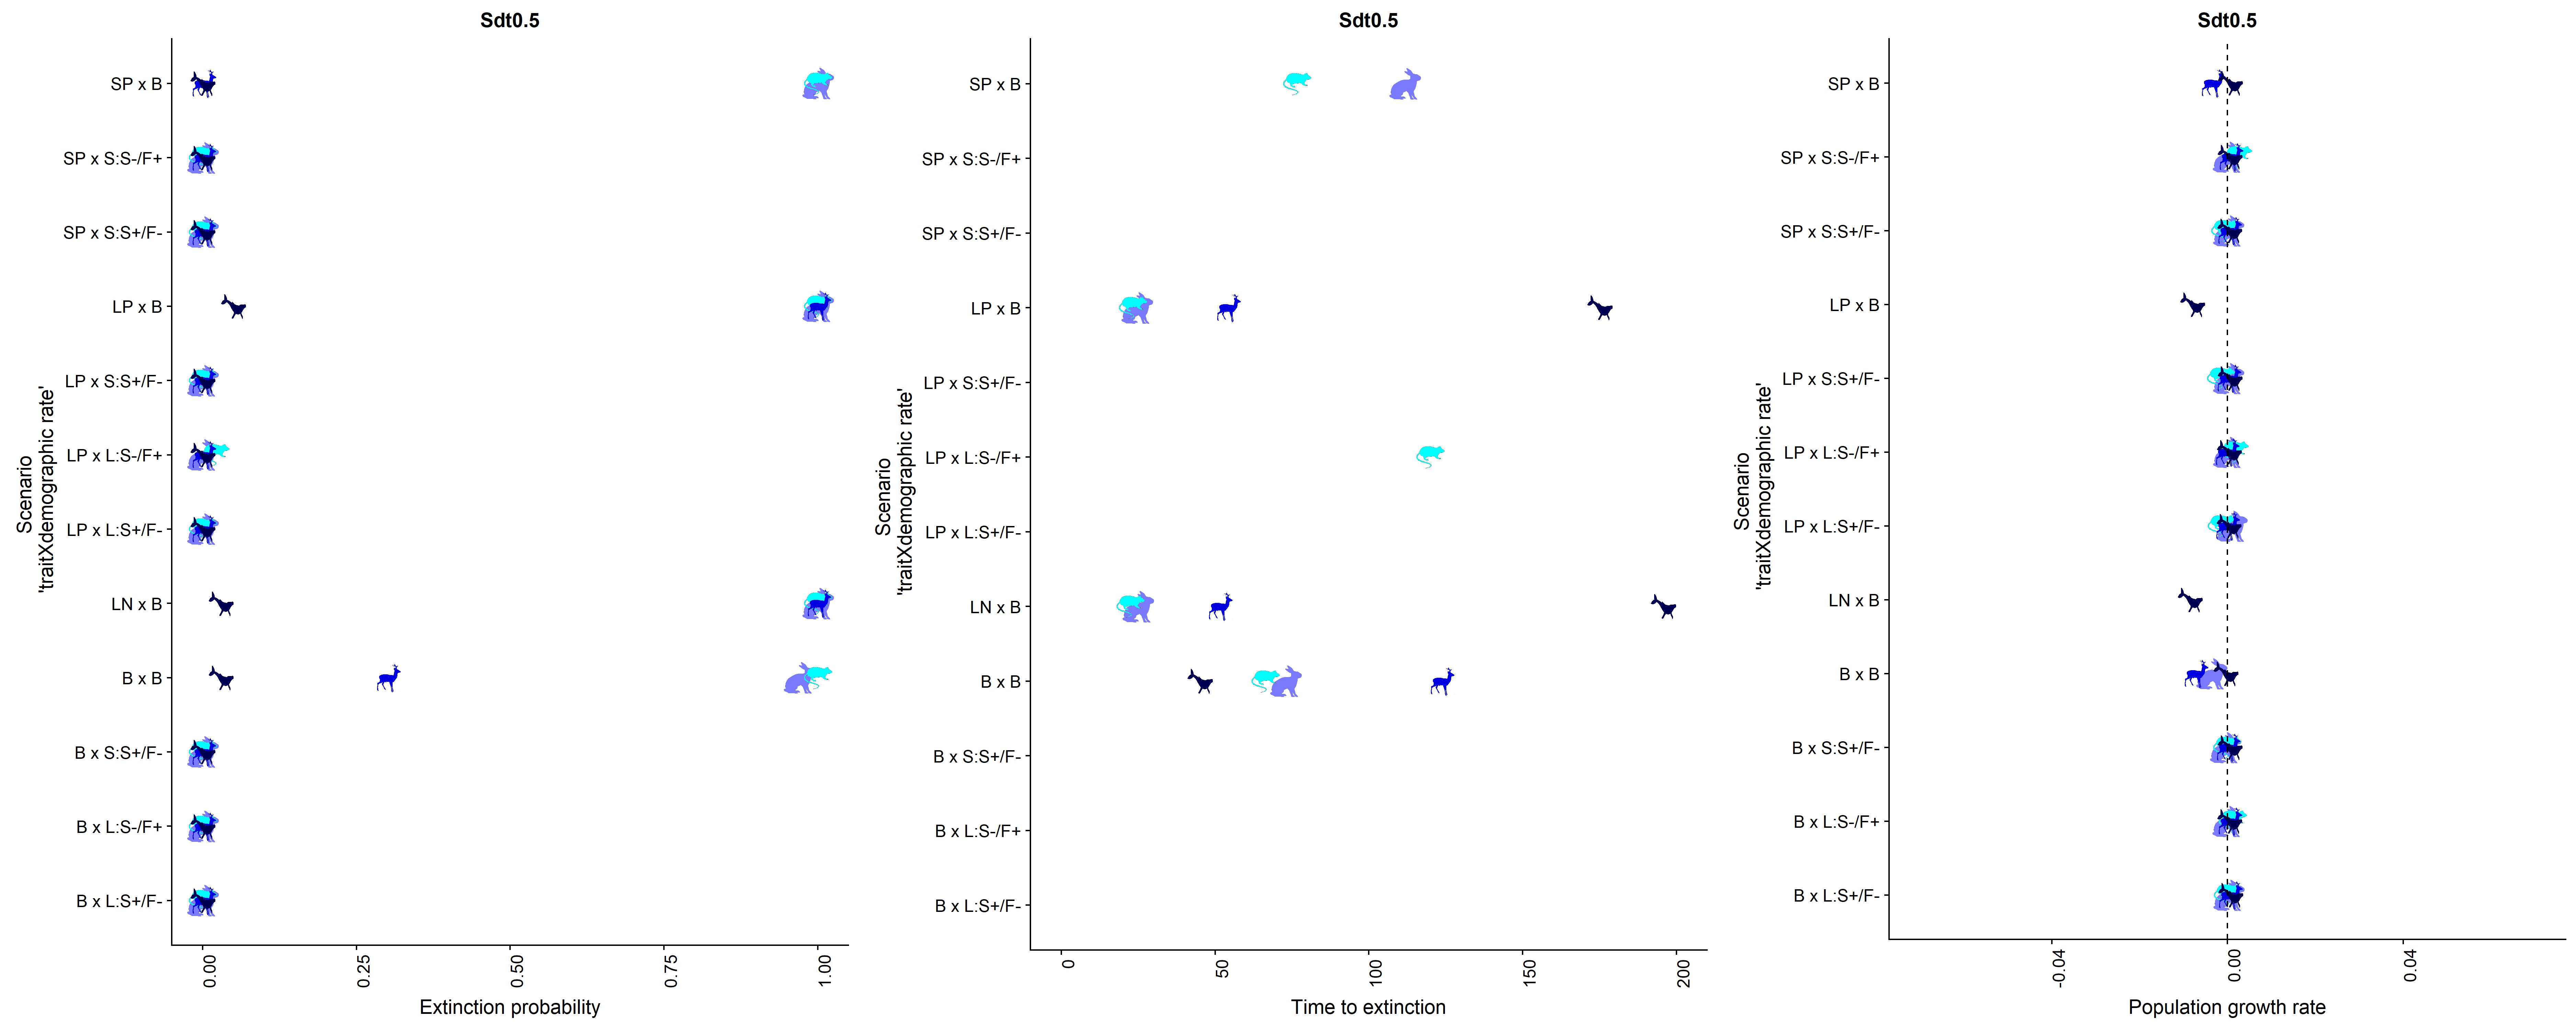 Sdt0.5
SP x B
SP x S:S-/F+
SP x S:S+/F-
LP x B
LP x S:S+/F-
LP x L:S-/F+
LP x L:S+/F-
LN x B
B x B
B x S:S+/F-
B x L:S-/F+
B x L:S+/F-
Scenario
'traitXdemographic rate'
0.00
0.25
0.50
0.75
1.00
Extinction probability
Sdt0.5
SP x B
SP x S:S-/F+
SP x S:S+/F-
LP x B
LP x S:S+/F-
LP x L:S-/F+
LP x L:S+/F-
LN x B
B x B
B x S:S+/F-
B x L:S-/F+
B x L:S+/F-
Scenario
'traitXdemographic rate'
0
50
100
150
200
Time to extinction
Sdt0.5
SP x B
SP x S:S-/F+
SP x S:S+/F-
LP x B
LP x S:S+/F-
LP x L:S-/F+
LP x L:S+/F-
LN x B
B x B
B x S:S+/F-
B x L:S-/F+
B x L:S+/F-
Scenario
'traitXdemographic rate'
-0.04
0.00
0.04
Population growth rate